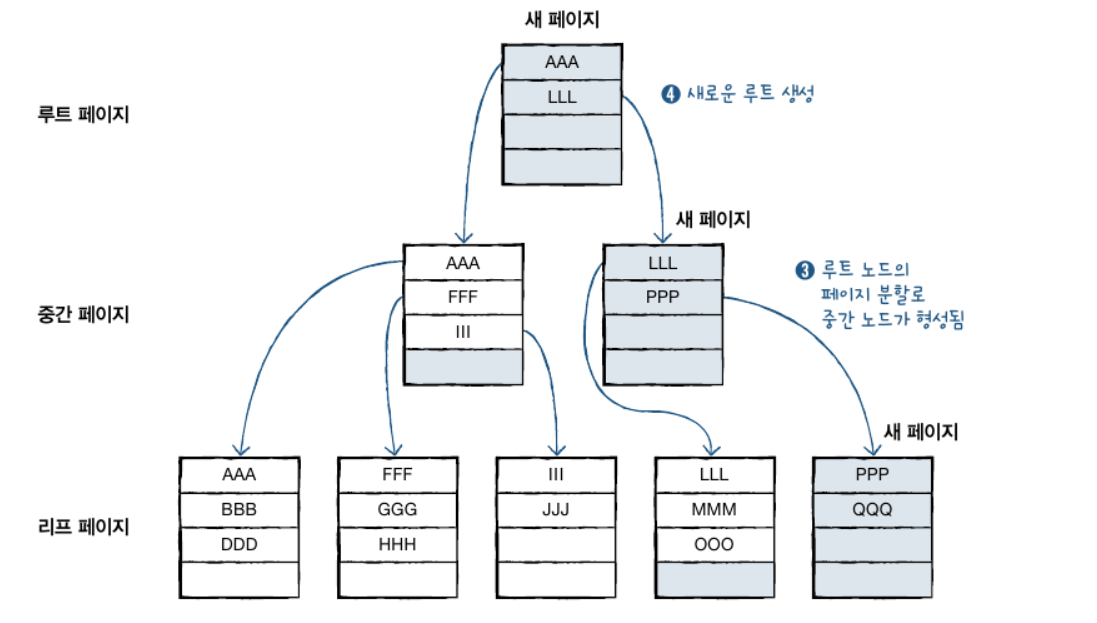 새 페이지
AAA
루트 페이지
LLL
❹ 새로운 루트 생성
새 페이지
AAA
FFF
III
중간 페이지
LLL
PPP
❸ 루트 노드의
페이지 분할로
중간 노드가 형성됨
새 페이지
리프 페이지
AAA
BBB
DDD
FFF
GGG
HHH
III
JJJ
LLL
MMM
OOO
PPP
QQQ